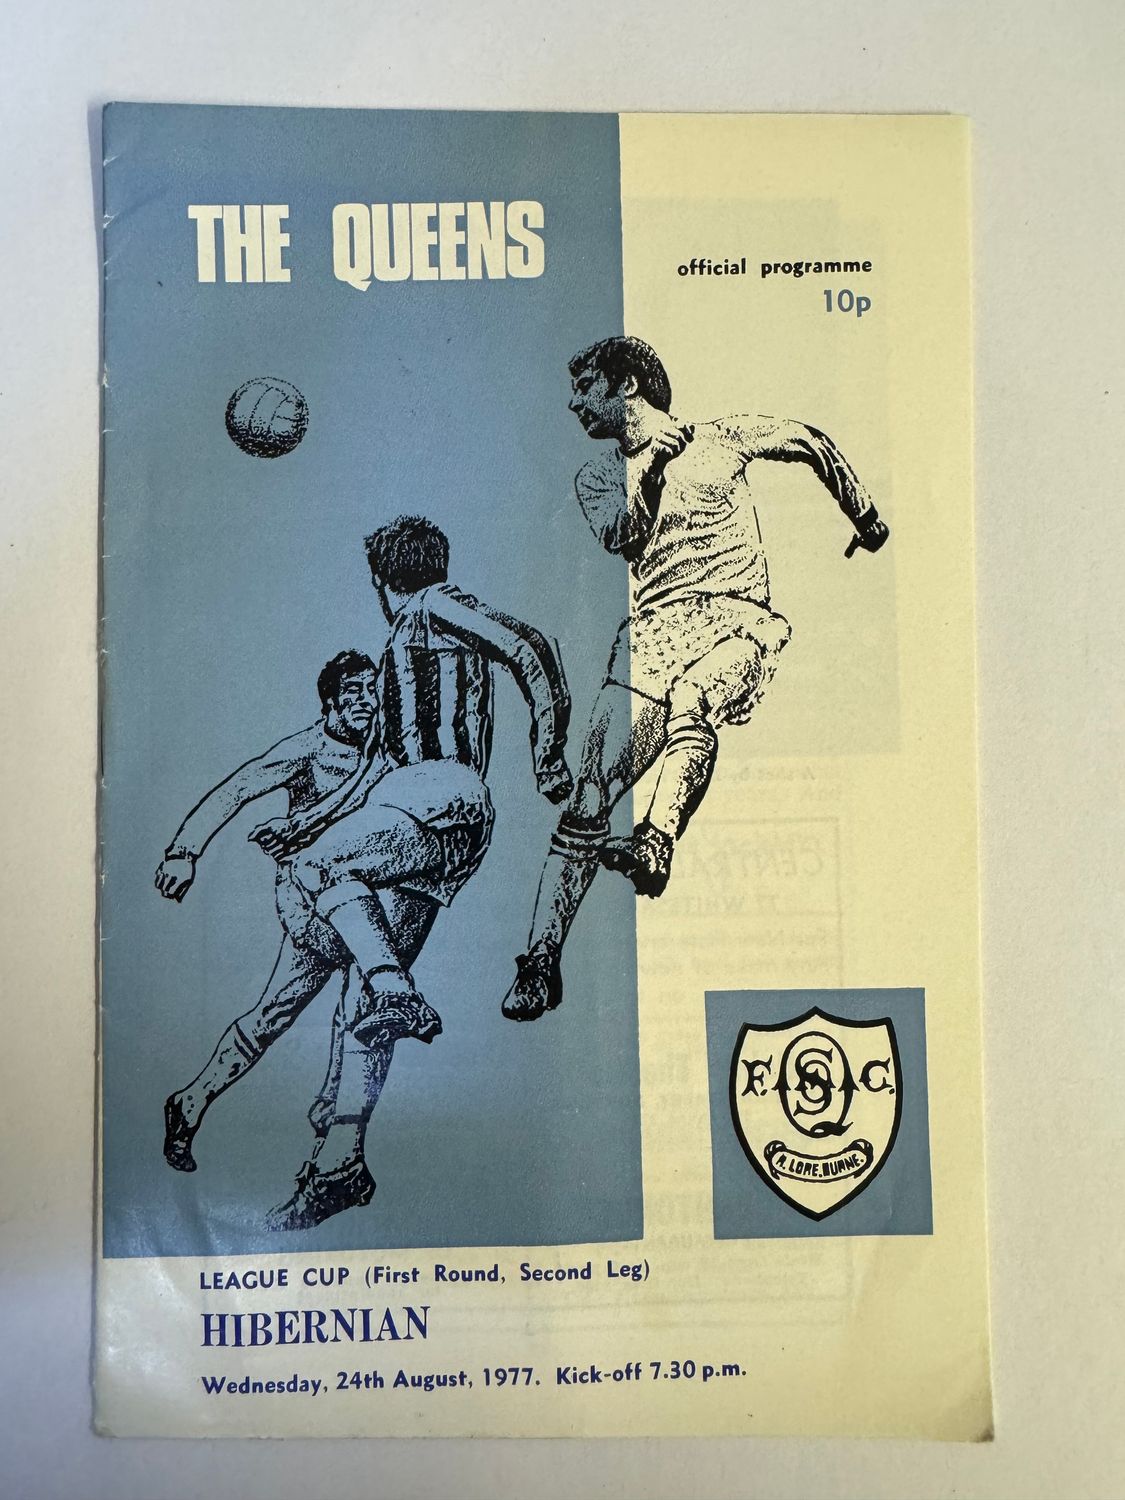 THE QUEENS
official programme
10p
F. QSC C.
A. LORE.BURNE.
LEAGUE CUP (First Round, Second Leg)
HIBERNIAN
Wednesday, 24th August, 1977. Kick-off 7.30 p.m.